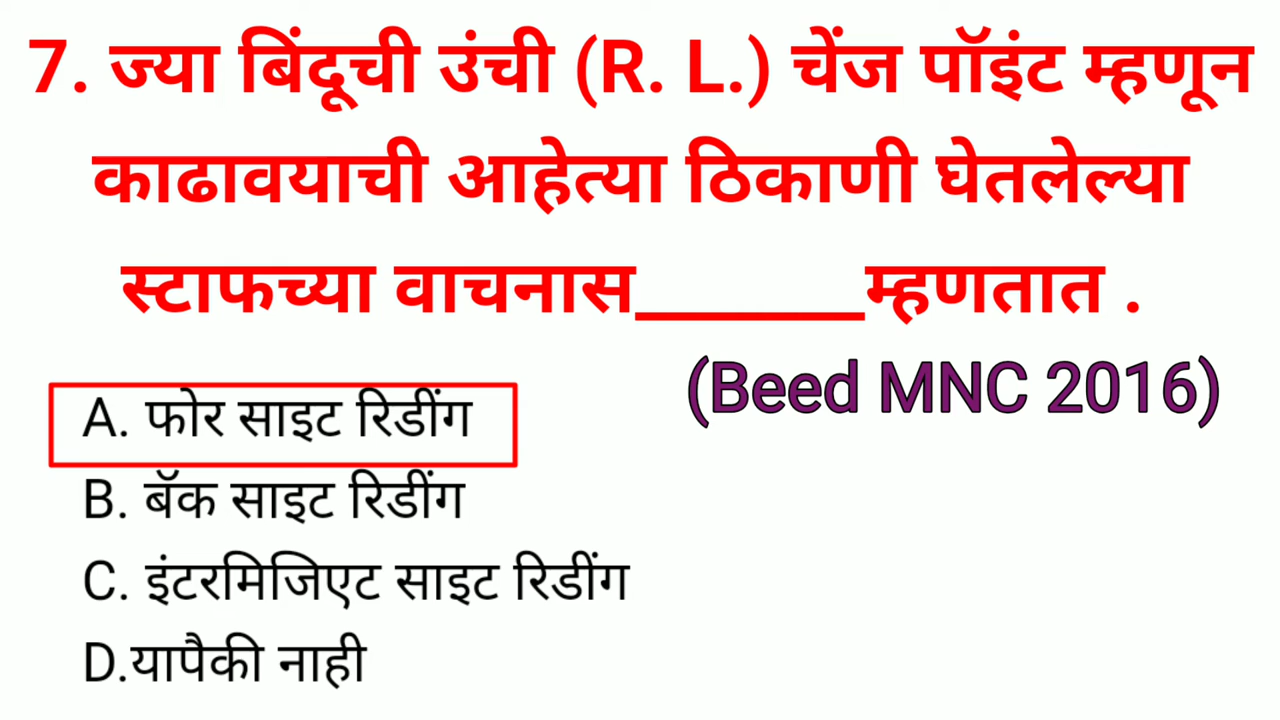 7. ज्या बिंदूची उंची (R. L.) चेंज पॉइंट म्हणून
काढावयाची आहेत्या ठिकाणी घेतलेल्या
स्टाफच्या वाचनास_______म्हणतात .
(Beed MNC 2016)
A. फोर साइट रिडींग
B. बॅक साइट रिडींग
C. इंटरमिजिएट साइट रिडींग
D.यापैकी नाही